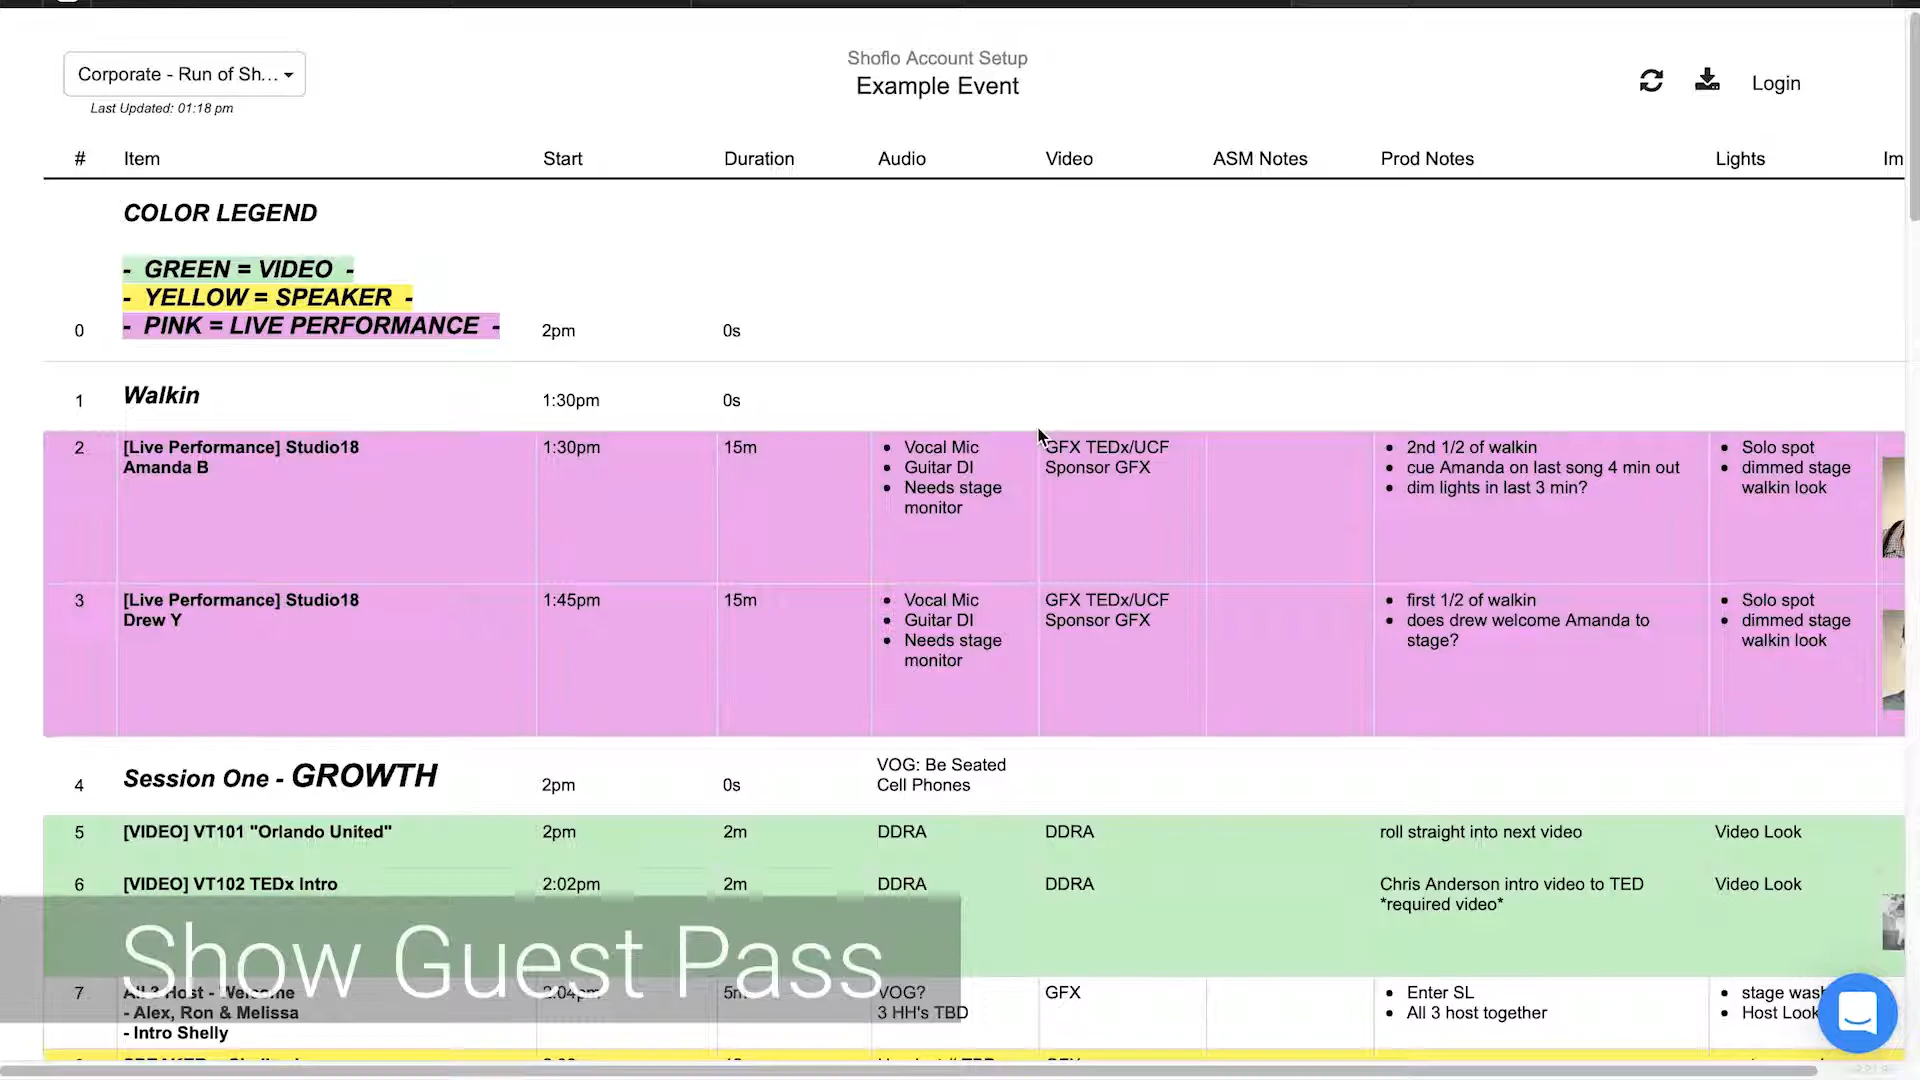 Corporate - Run of Sh...
Last Updated: 01:18 pm
Shoflo Account Setup
Example Event
Login
# Item Start Duration Audio Video ASM Notes Prod Notes Lights Im
COLOR LEGEND
- GREEN = VIDEO -
- YELLOW = SPEAKER -
- PINK = LIVE PERFORMANCE -
0 2pm 0s
1 Walkin 1:30pm 0s
2 [Live Performance] Studio18 1:30pm 15m • Vocal Mic GFX TEDx/UCF • 2nd 1/2 of walkin • Solo spot
Amanda B • Guitar DI Sponsor GFX • cue Amanda on last song 4 min out • dimmed stage
• Needs stage • dim lights in last 3 min? walkin look
monitor
3 [Live Performance] Studio18 1:45pm 15m • Vocal Mic GFX TEDx/UCF • first 1/2 of walkin • Solo spot
Drew Y • Guitar DI Sponsor GFX • does drew welcome Amanda to • dimmed stage
• Needs stage stage? walkin look
monitor
VOG: Be Seated
4 Session One - GROWTH 2pm 0s Cell Phones
5 [VIDEO] VT101 "Orlando United" 2pm 2m DDRA DDRA roll straight into next video Video Look
6 [VIDEO] VT102 TEDx Intro 2:02pm 2m DDRA DDRA Chris Anderson intro video to TED Video Look
*required video*
Show Guest Pass
7 All 3 Host - Welcome 2:04pm 5m VOG? GFX • Enter SL • stage
- Alex, Ron & Melissa 3 HH's TBD • All 3 host together • Host Look
- Intro Shelly